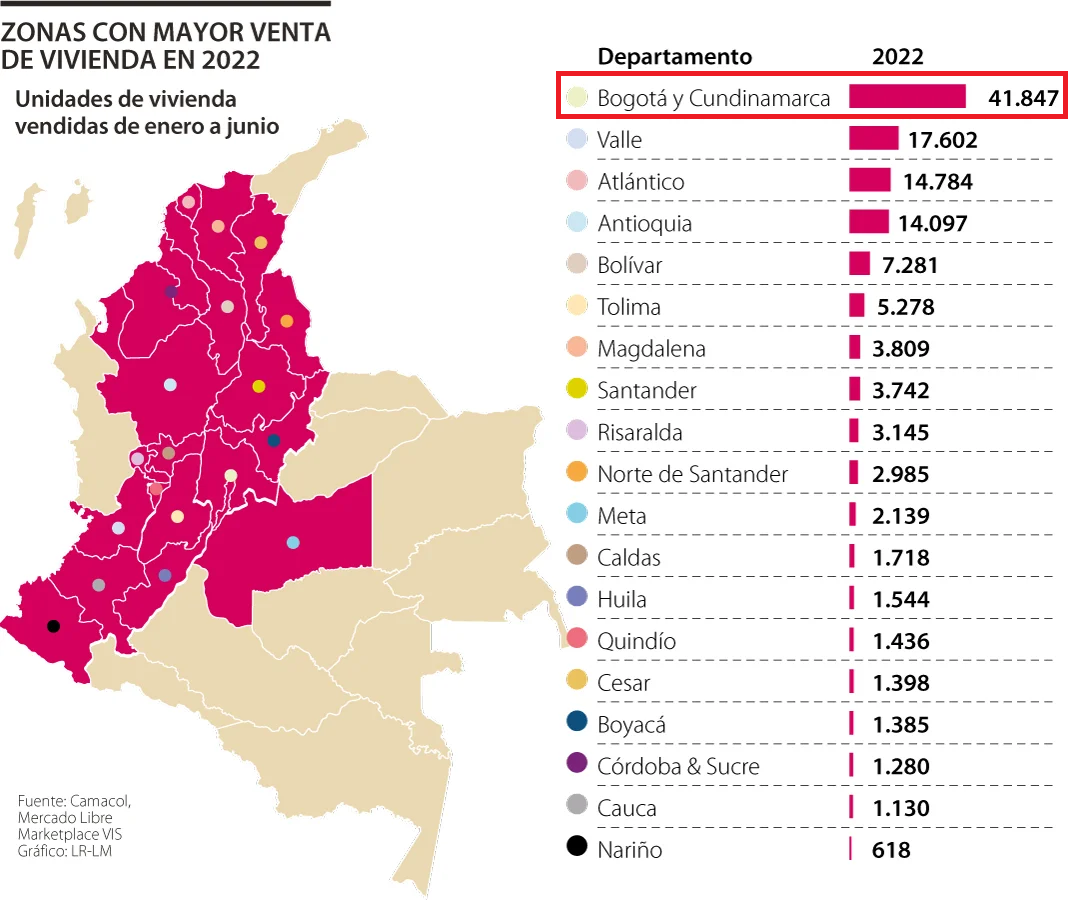 ZONAS CON MAYOR VENTA
DE VIVIENDA EN 2022
Unidades de vivienda
vendidas de enero a junio
Departamento 2022
Bogotá y Cundinamarca 41.847
Valle 17.602
Atlántico 14.784
Antioquia 14.097
Bolívar 7.281
Tolima 5.278
Magdalena 3.809
Santander 3.742
Risaralda 3.145
Norte de Santander 2.985
Meta 2.139
Caldas 1.718
Huila 1.544
Quindío 1.436
Cesar 1.398
Boyacá 1.385
Córdoba & Sucre 1.280
Cauca 1.130
Nariño 618
Fuente: Camacol,
Mercado Libre
Marketplace VIS
Gráfico: LR-LM